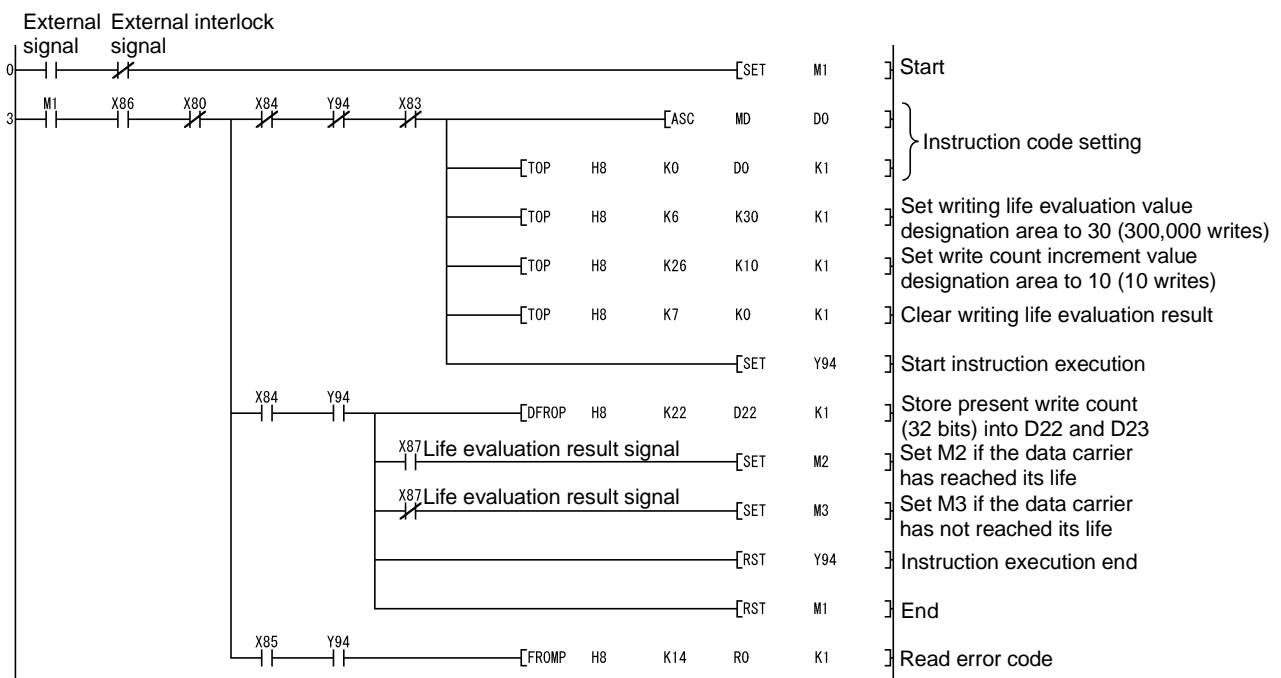 External External interlock
signal signal
0 [SET M1 ] Start
M1 X86 X80 X84 Y94 X83
3 [ASC MD D0 ]
Instruction code setting
[TOP H8 K0 D0 K1 ]
[TOP H8 K6 K30 K1 ] Set writing life evaluation value
designation area to 30 (300,000 writes)
[TOP H8 K26 K10 K1 ] Set write count increment value
designation area to 10 (10 writes)
[TOP H8 K7 K0 K1 ] Clear writing life evaluation result
[SET Y94 ] Start instruction execution
X84 Y94
[DFROP H8 K22 D22 K1 ] Store present write count
(32 bits) into D22 and D23
X87 Life evaluation result signal
[SET M2 ] Set M2 if the data carrier
has reached its life
X87 Life evaluation result signal
[SET M3 ] Set M3 if the data carrier
has not reached its life
[RST Y94 ] Instruction execution end
[RST M1 ] End
X85 Y94
[FROMP H8 K14 R0 K1 ] Read error code